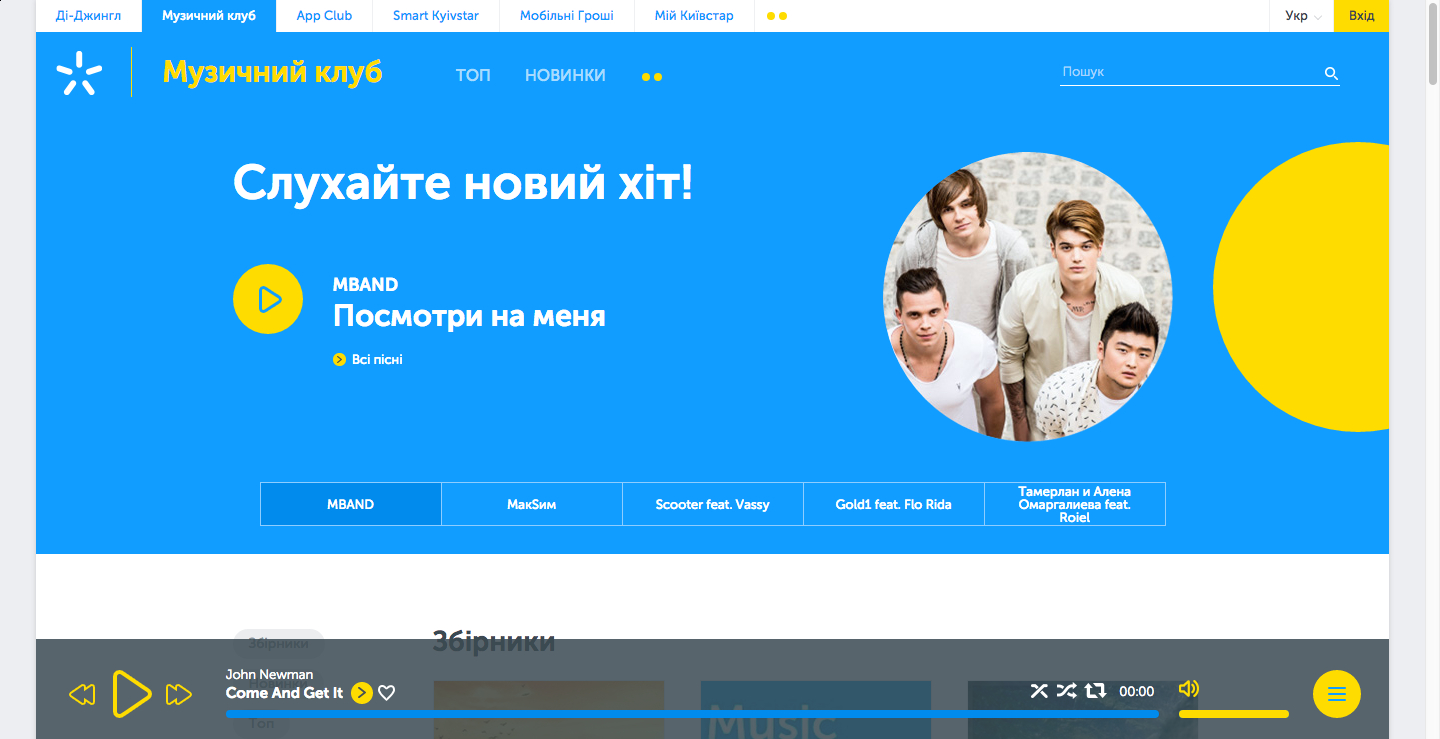 Ді-Джингл
Музичний клуб
App Club
Smart Kyivstar
Мобільні Гроші
Мій Київстар
Укр
Вхід
Музичний клуб
ТОП
НОВИНКИ
Пошук
Слухайте новий хіт!
MBAND
Посмотри на меня
Всі пісні
MBAND
МакSим
Scooter feat. Vassy
Gold1 feat. Flo Rida
Тамерлан и Алена
Омаргалиева feat.
Roiel
Збірники
Збірники
John Newman
Come And Get It
00:00
Топ
Music